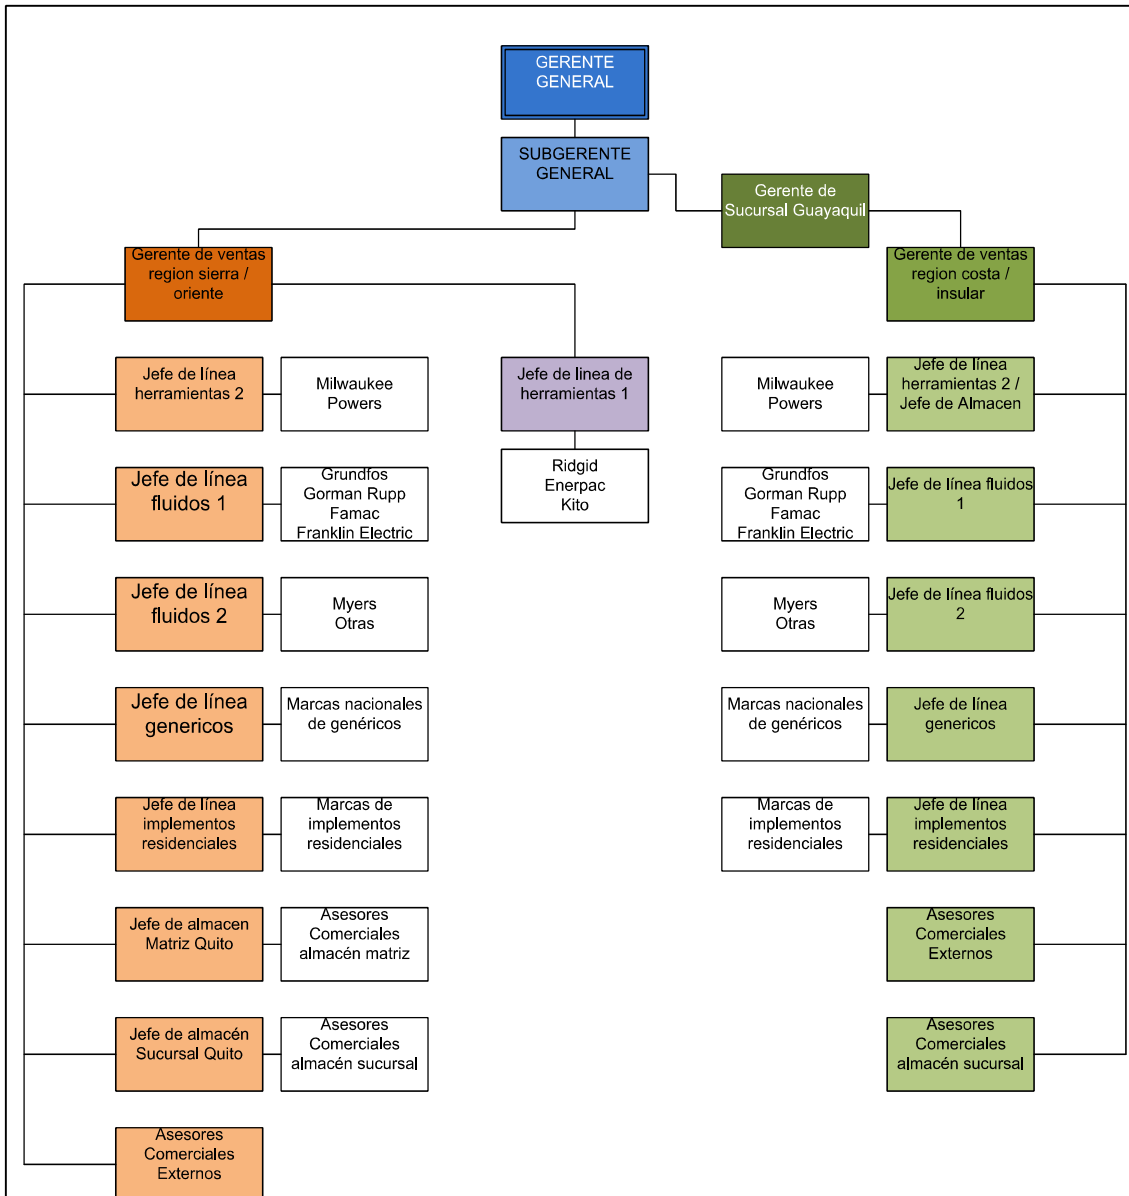 GERENTE
GENERAL
SUBGERENTE
GENERAL
Gerente de
Sucursal Guayaquil
Gerente de ventas
region sierra /
oriente
Gerente de ventas
region costa /
insular
Jefe de línea
herramientas 2
Milwaukee
Powers
Jefe de linea de
herramientas 1
Milwaukee
Powers
Jefe de línea
herramientas 2 /
Jefe de Almacen
Jefe de línea
fluidos 1
Grundfos
Gorman Rupp
Famac
Franklin Electric
Ridgid
Enerpac
Kito
Grundfos
Gorman Rupp
Famac
Franklin Electric
Jefe de línea fluidos
1
Jefe de línea
fluidos 2
Myers
Otras
Myers
Otras
Jefe de línea fluidos
2
Jefe de línea
genericos
Marcas nacionales
de genéricos
Marcas nacionales
de genéricos
Jefe de línea
genericos
Jefe de línea
implementos
residenciales
Marcas de
implementos
residenciales
Marcas de
implementos
residenciales
Jefe de línea
implementos
residenciales
Jefe de almacen
Matriz Quito
Asesores
Comerciales
almacén matriz
Asesores
Comerciales
Externos
Jefe de almacén
Sucursal Quito
Asesores
Comerciales
almacén sucursal
Asesores
Comerciales
almacén sucursal
Asesores
Comerciales
Externos